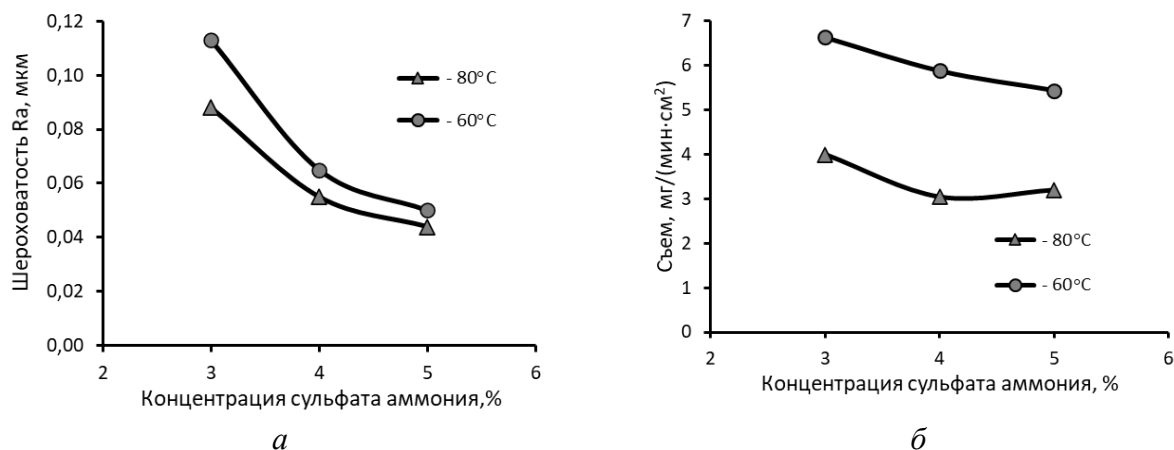 Шероховатость Ra, мкм
0,12
0,10
0,08
0,06
0,04
0,02
0,00
2 3 4 5 6
Концентрация сульфата аммония,%
- 80°С
- 60°С
а
Съем, мг/(мин·см²)
7
6
5
4
3
2
1
0
2 3 4 5 6
Концентрация сульфата аммония, %
- 80°С
- 60°С
б